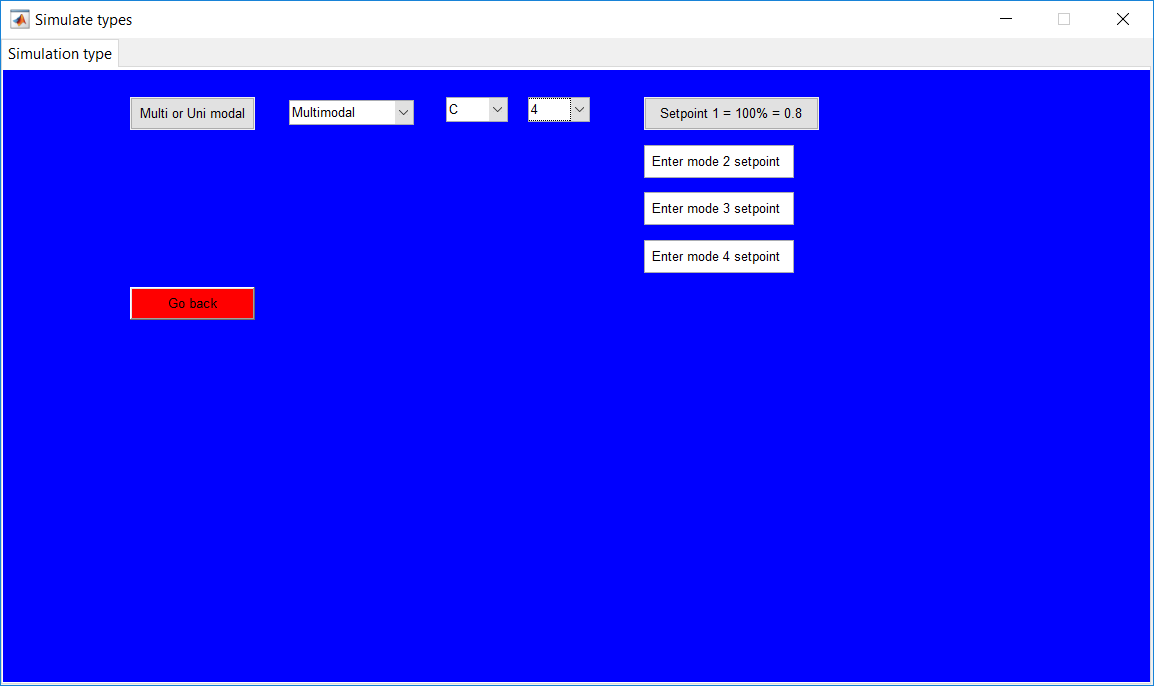 Simulate types
Simulation type
Multi or Uni modal
Multimodal
C
4
Setpoint 1 = 100% = 0.8
Enter mode 2 setpoint
Enter mode 3 setpoint
Enter mode 4 setpoint
Go back